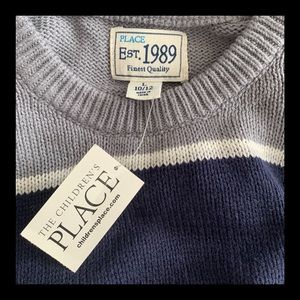 PLACE
EST. 1989
Finest Quality
L
10/12
THE CHILDREN'S
PLACE
childrensplace.com